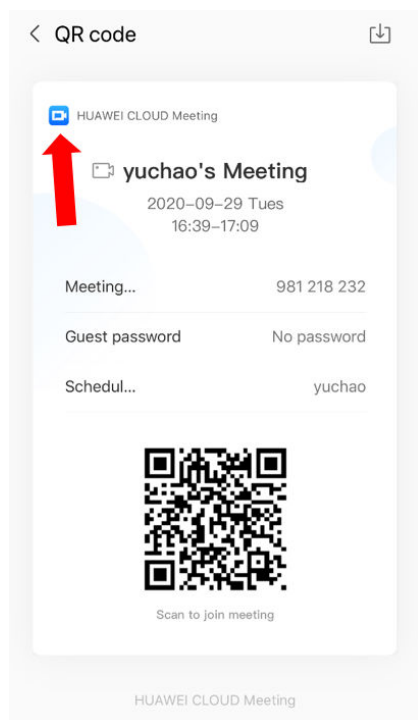 QR code
HUAWEI CLOUD Meeting
yuchao's Meeting
2020-09-29 Tues
16:39-17:09
Meeting... 981 218 232
Guest password No password
Schedul... yuchao
Scan to join meeting
HUAWEI CLOUD Meeting